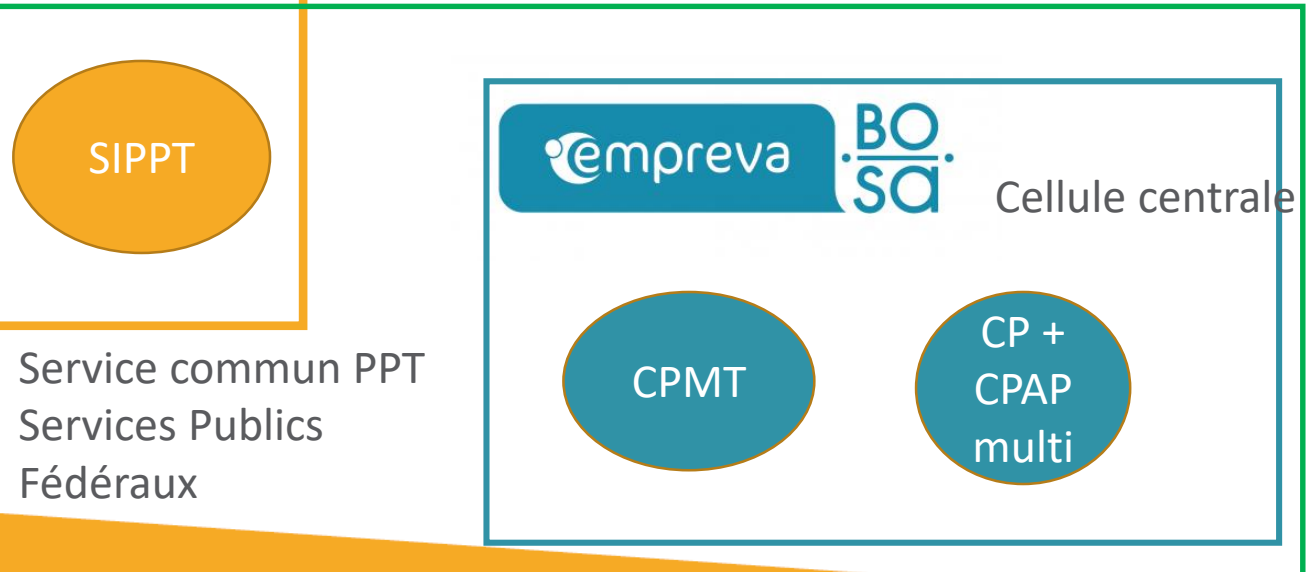 SIPPT
empreva
BO
sa
Cellule centrale
CPMT
CP +
CPAP
multi
Service commun PPT
Services Publics
Fédéraux